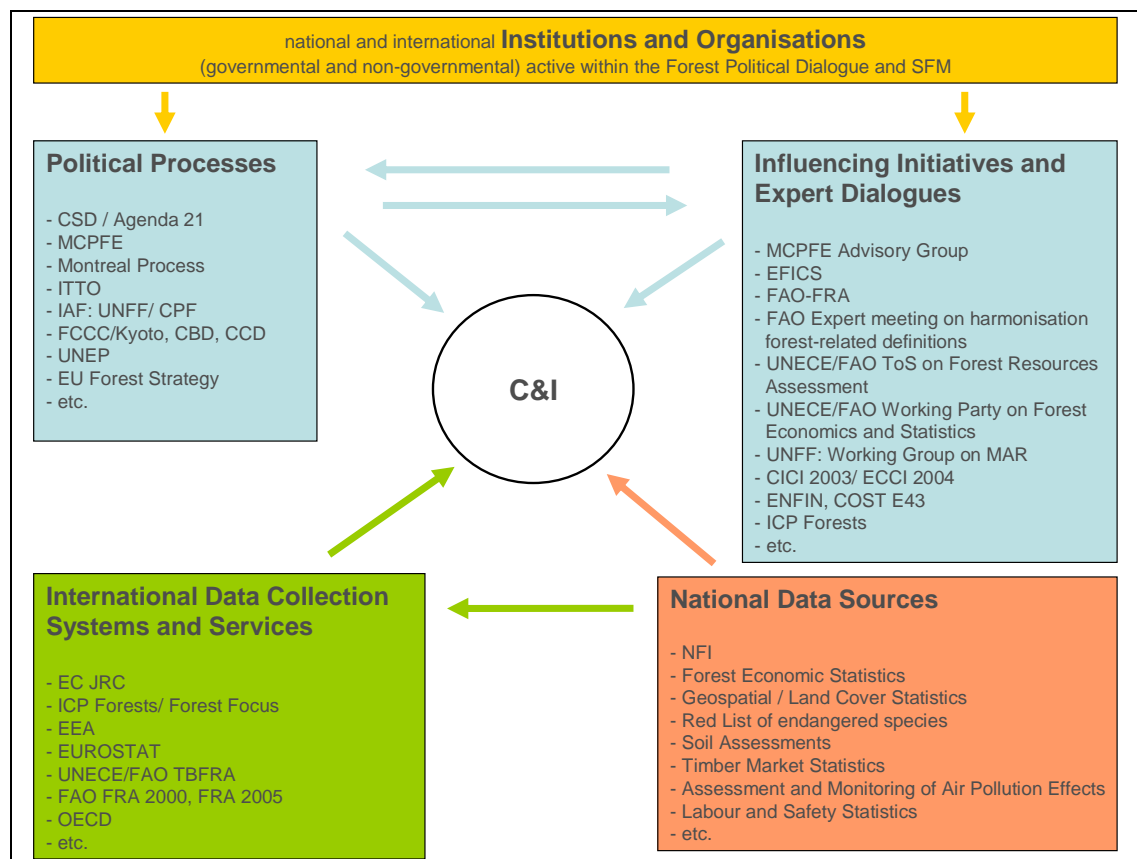 national and international Institutions and Organisations
(governmental and non-governmental) active within the Forest Political Dialogue and SFM
Political Processes
- CSD / Agenda 21
- MCPFE
- Montreal Process
- ITTO
- IAF: UNFF/ CPF
- FCCC/Kyoto, CBD, CCD
- UNEP
- EU Forest Strategy
- etc.
Influencing Initiatives and
Expert Dialogues
- MCPFE Advisory Group
- EFICS
- FAO-FRA
- FAO Expert meeting on harmonisation
forest-related definitions
- UNECE/FAO ToS on Forest Resources
Assessment
- UNECE/FAO Working Party on Forest
Economics and Statistics
- UNFF: Working Group on MAR
- CICI 2003/ ECCI 2004
- ENFIN, COST E43
- ICP Forests
- etc.
C&I
International Data Collection
Systems and Services
- EC JRC
- ICP Forests/ Forest Focus
- EEA
- EUROSTAT
- UNECE/FAO TBFRA
- FAO FRA 2000, FRA 2005
- OECD
- etc.
National Data Sources
- NFI
- Forest Economic Statistics
- Geospatial / Land Cover Statistics
- Red List of endangered species
- Soil Assessments
- Timber Market Statistics
- Assessment and Monitoring of Air Pollution Effects
- Labour and Safety Statistics
- etc.